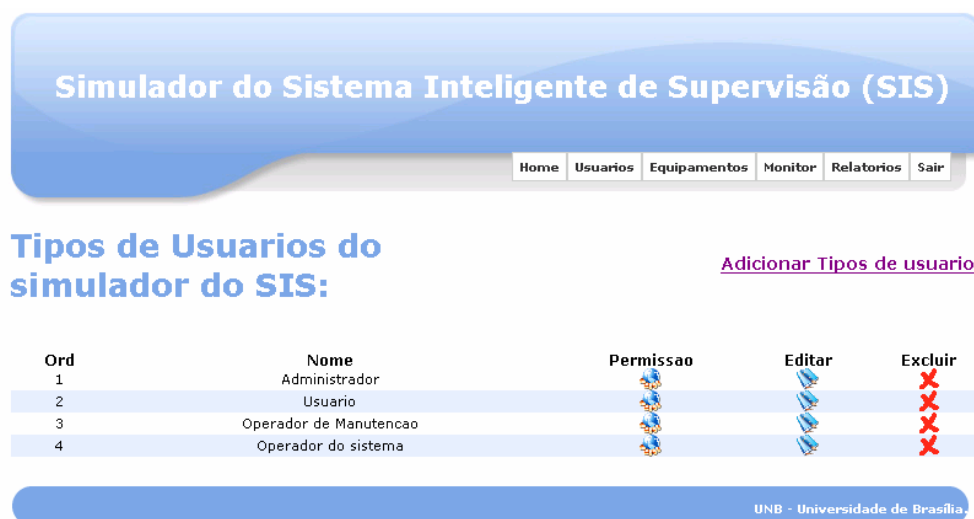 Simulador do Sistema Inteligente de Supervisão (SIS)
Home Usuarios Equipamentos Monitor Relatorios Sair
Tipos de Usuarios do
simulador do SIS:
Adicionar Tipos de usuario
Ord Nome Permissao Editar Excluir
1 Administrador
2 Usuario
3 Operador de Manutencao
4 Operador do sistema
UNB - Universidade de Brasília.